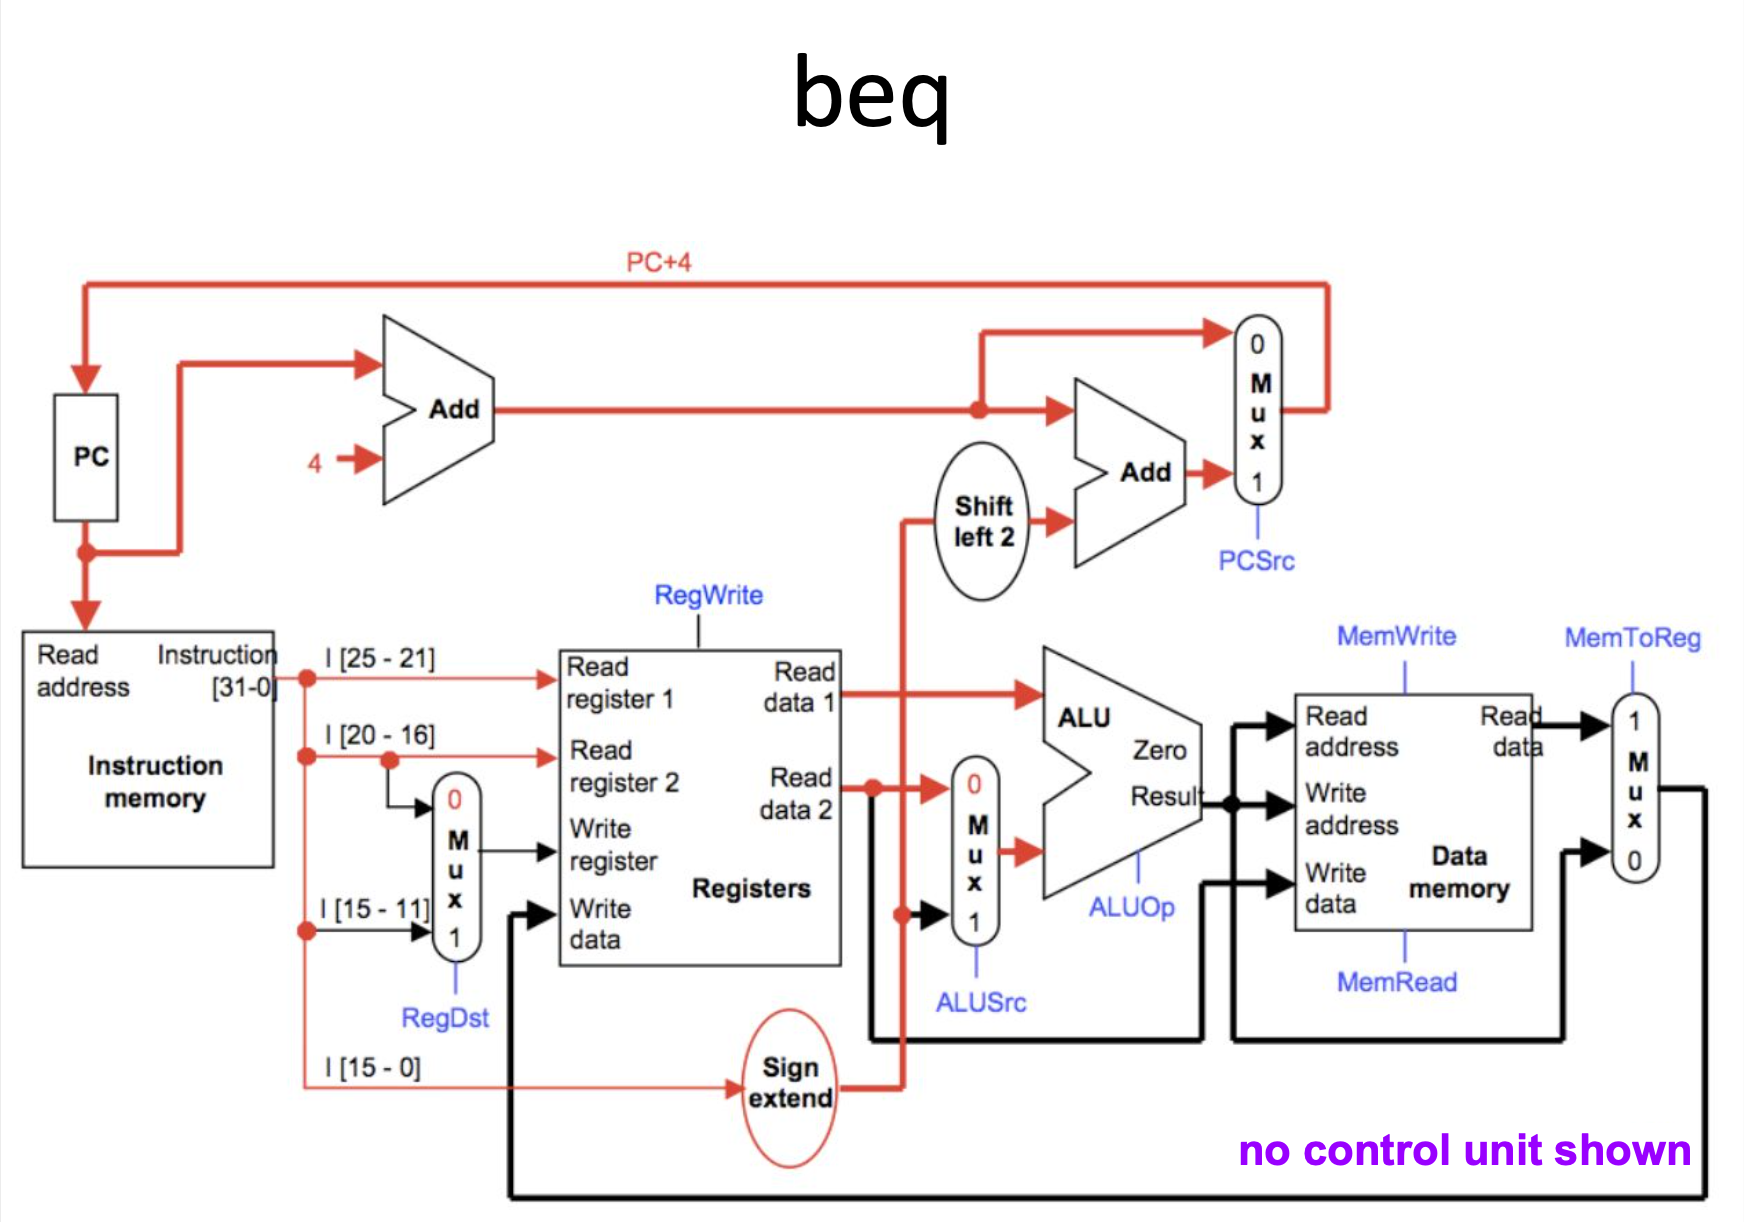 beq
PC+4
0
M
u
x
1
PCSrc
Add
4
PC
Add
Shift
left 2
RegWrite
Read
address
Instruction
[31-0]
Instruction
memory
I [25 - 21]
I [20 - 16]
I [15 - 11]
I [15 - 0]
0
M
u
x
1
RegDst
Read
register 1
Read
register 2
Write
register
Write
data
Read
data 1
Read
data 2
Registers
Sign
extend
0
M
u
x
1
ALUSrc
ALU
Zero
Result
ALUOp
MemWrite
Read
address
Write
address
Write
data
Read
data
Data
memory
MemRead
MemToReg
1
M
u
x
0
no control unit shown